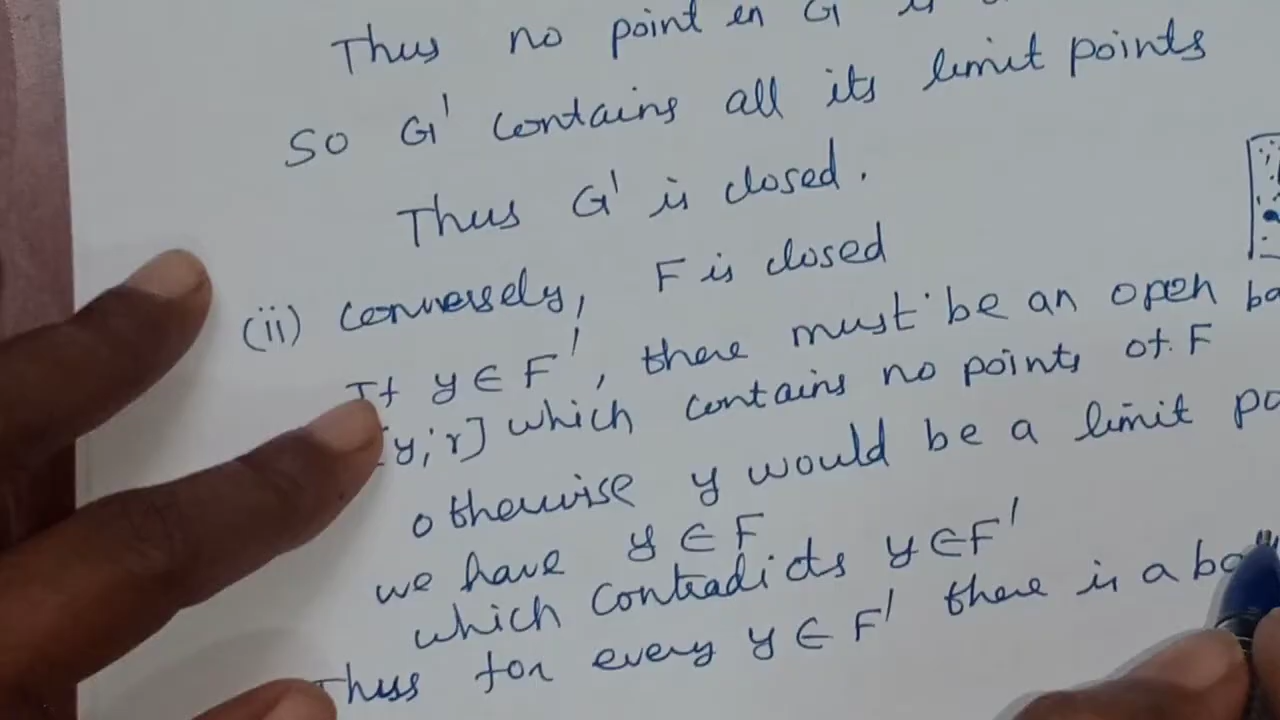 Thus no point in G is
So G' contains all its limit points
Thus G' is closed.
(ii) Conversely, F is closed
If y ∈ F', there must be an open
[y; r] which contains no points of F
otherwise y would be a limit
we have y ∈ F
which contradicts y ∈ F'
Thus for every y ∈ F' there is a